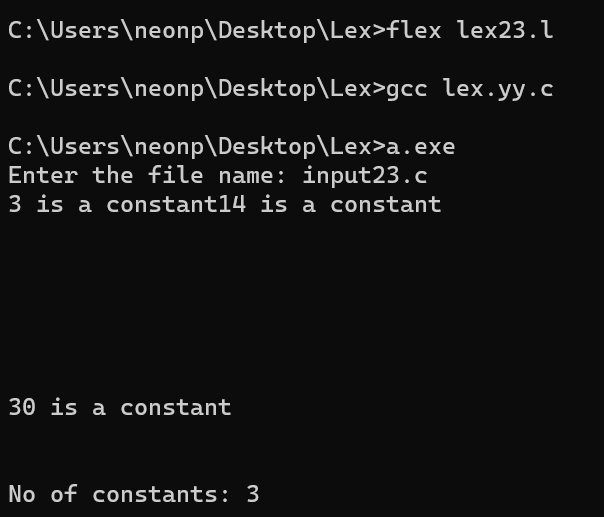 C:\Users\neonp\Desktop\Lex>flex lex23.l
C:\Users\neonp\Desktop\Lex>gcc lex.yy.c
C:\Users\neonp\Desktop\Lex>a.exe
Enter the file name: input23.c
3 is a constant14 is a constant
30 is a constant
No of constants: 3